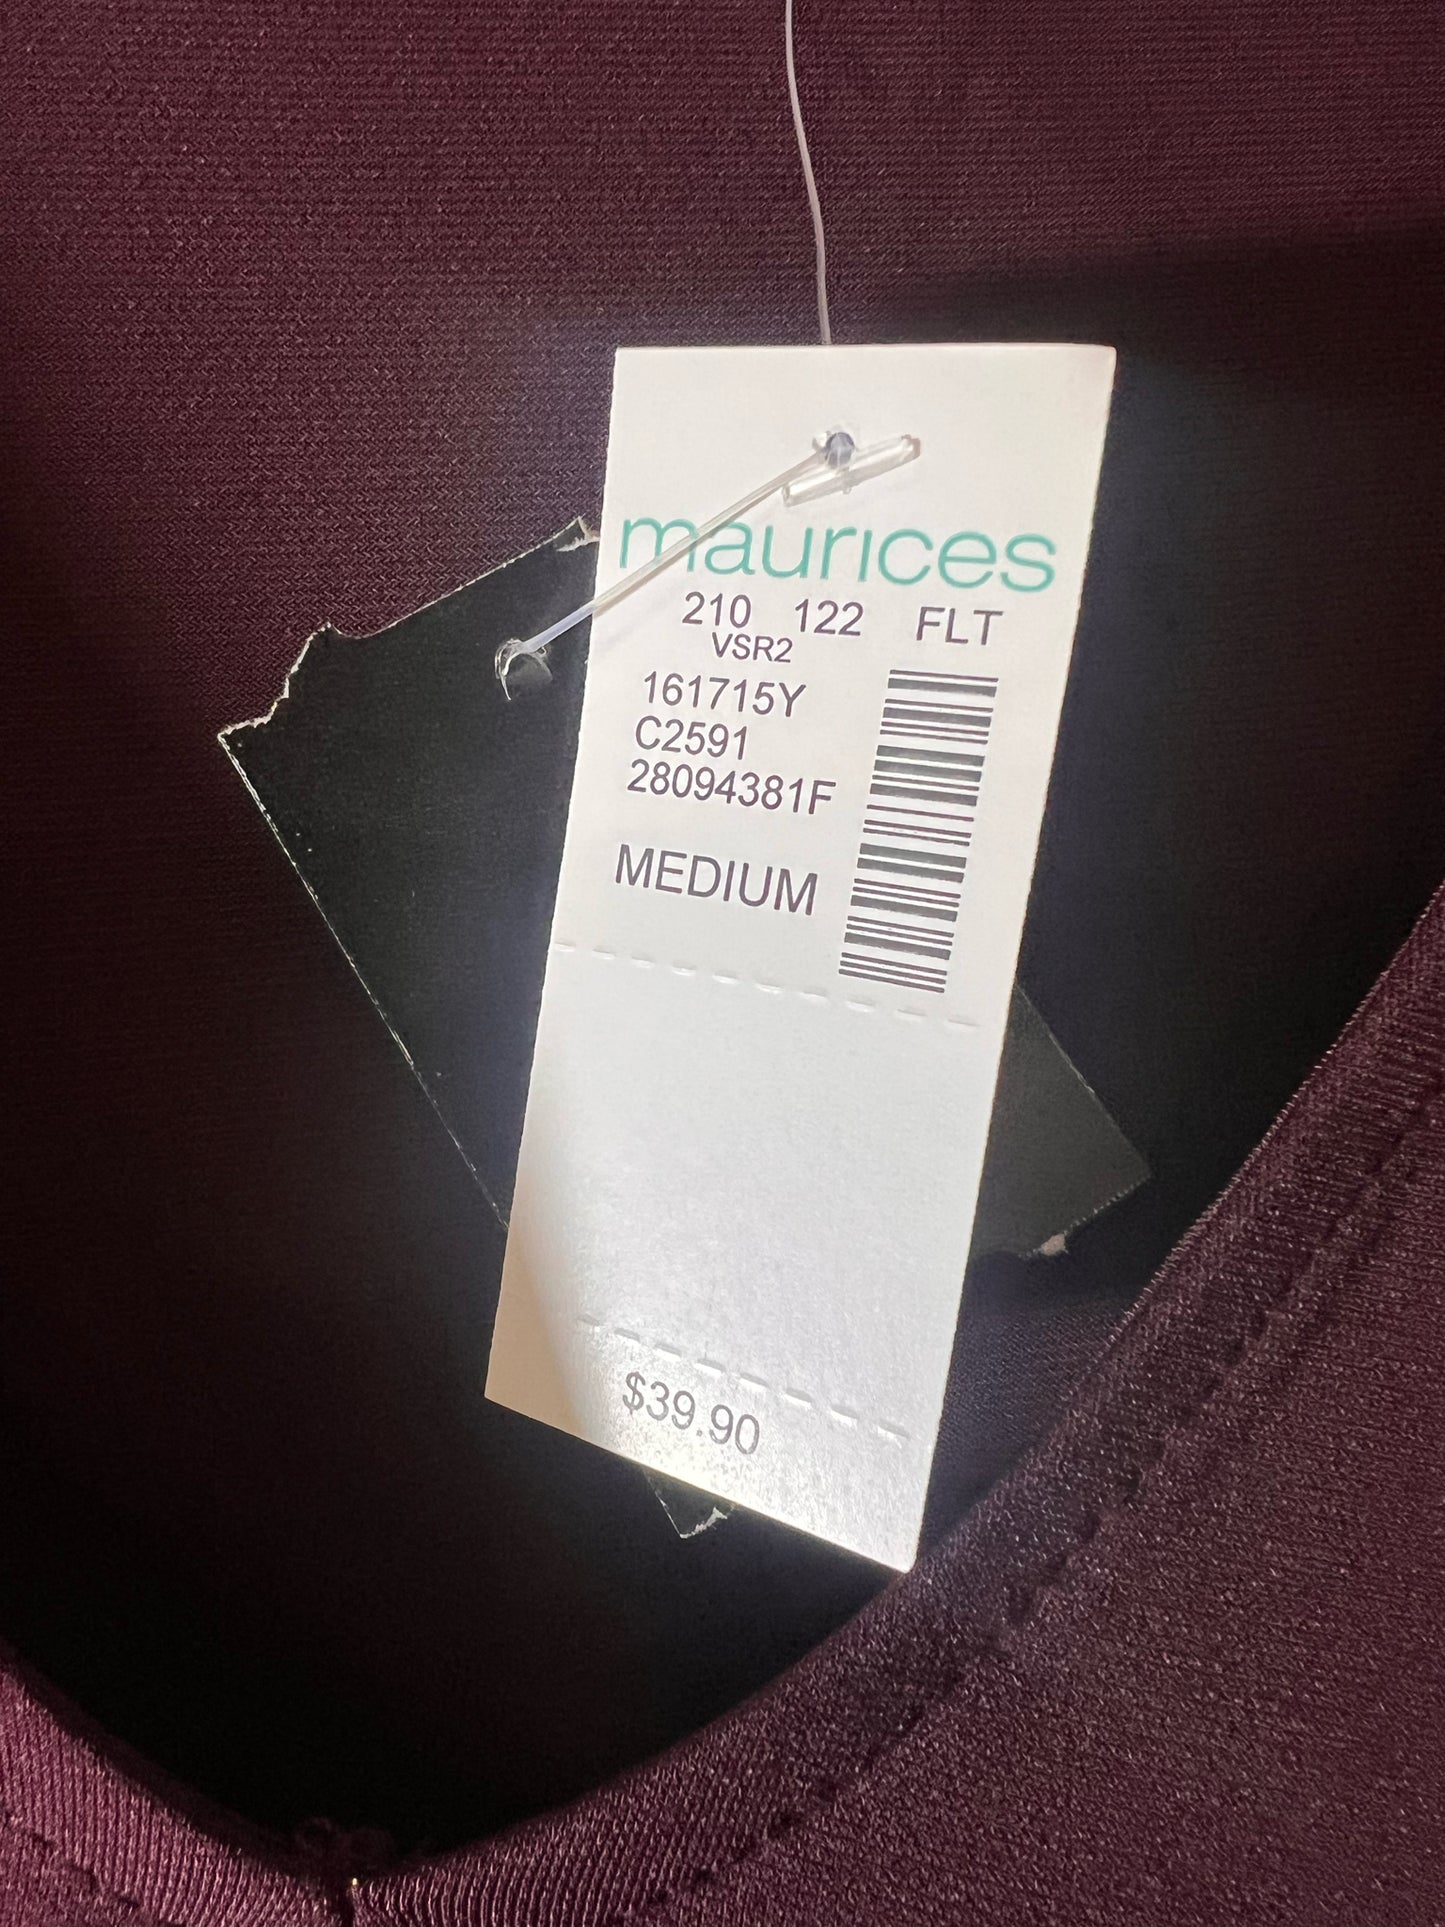 maurices
210 122 FLT
VSR2
161715Y
C2591
28094381F
MEDIUM
$39.90